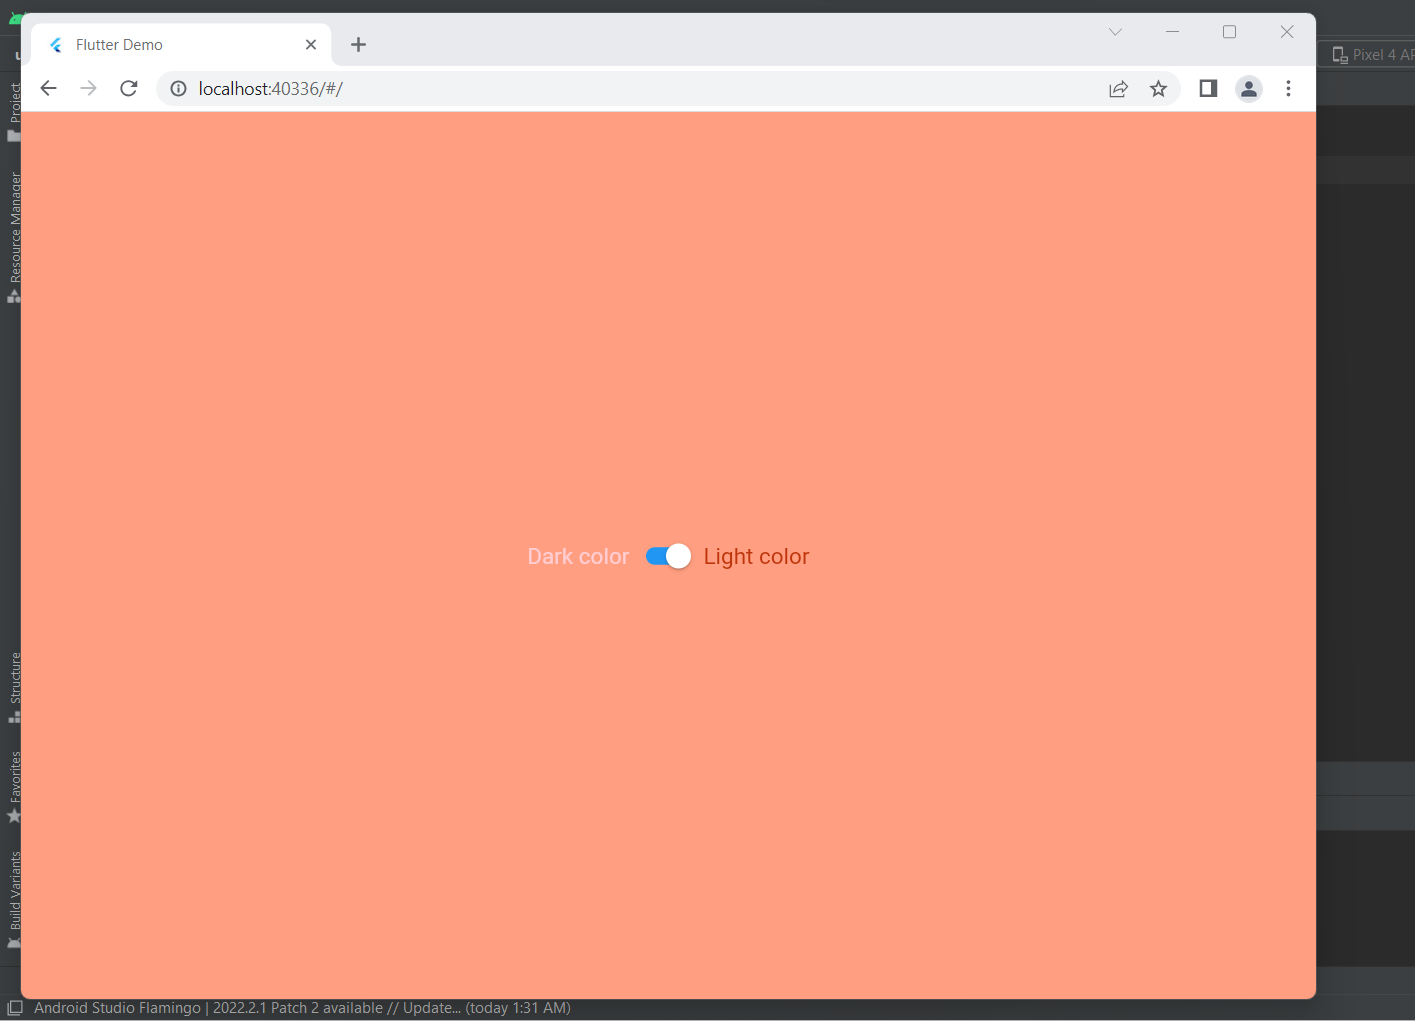 Flutter Demo
localhost:40336/#/
Pixel 4 AP
Project
Resource Manager
Dark color
Light color
Structure
Favorites
Build Variants
Android Studio Flamingo | 2022.2.1 Patch 2 available // Update... (today 1:31 AM)